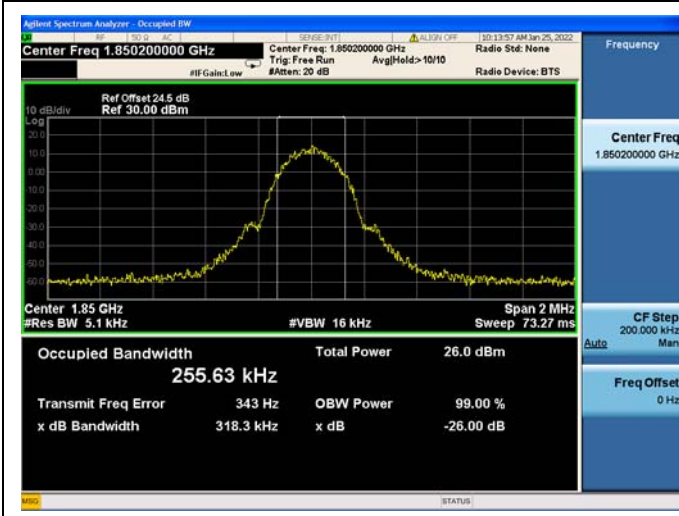 Agilent Spectrum Analyzer - Occupied BW
RF 50 Ω AC SENSE:INT ALIGN OFF 10:13:57 AM Jan 25, 2022
Center Freq 1.850200000 GHz
Center Freq: 1.850200000 GHz
Radio Std: None
Trig: Free Run Avg|Hold:> 10/10
#IFGain:Low #Atten: 20 dB Radio Device: BTS
Frequency
Ref Offset 24.5 dB
10 dB/div Ref 30.00 dBm
Log
20.0
10.0
0.00
-10.0
-20.0
-30.0
-40.0
-50.0
-60.0
Center Freq
1.850200000 GHz
Center 1.85 GHz Span 2 MHz
#Res BW 5.1 kHz #VBW 16 kHz Sweep 73.27 ms
CF Step
200.000 kHz
Auto Man
Occupied Bandwidth Total Power 26.0 dBm
255.63 kHz
Transmit Freq Error 343 Hz OBW Power 99.00 %
x dB Bandwidth 318.3 kHz x dB -26.00 dB
Freq Offset
0 Hz
MSG STATUS